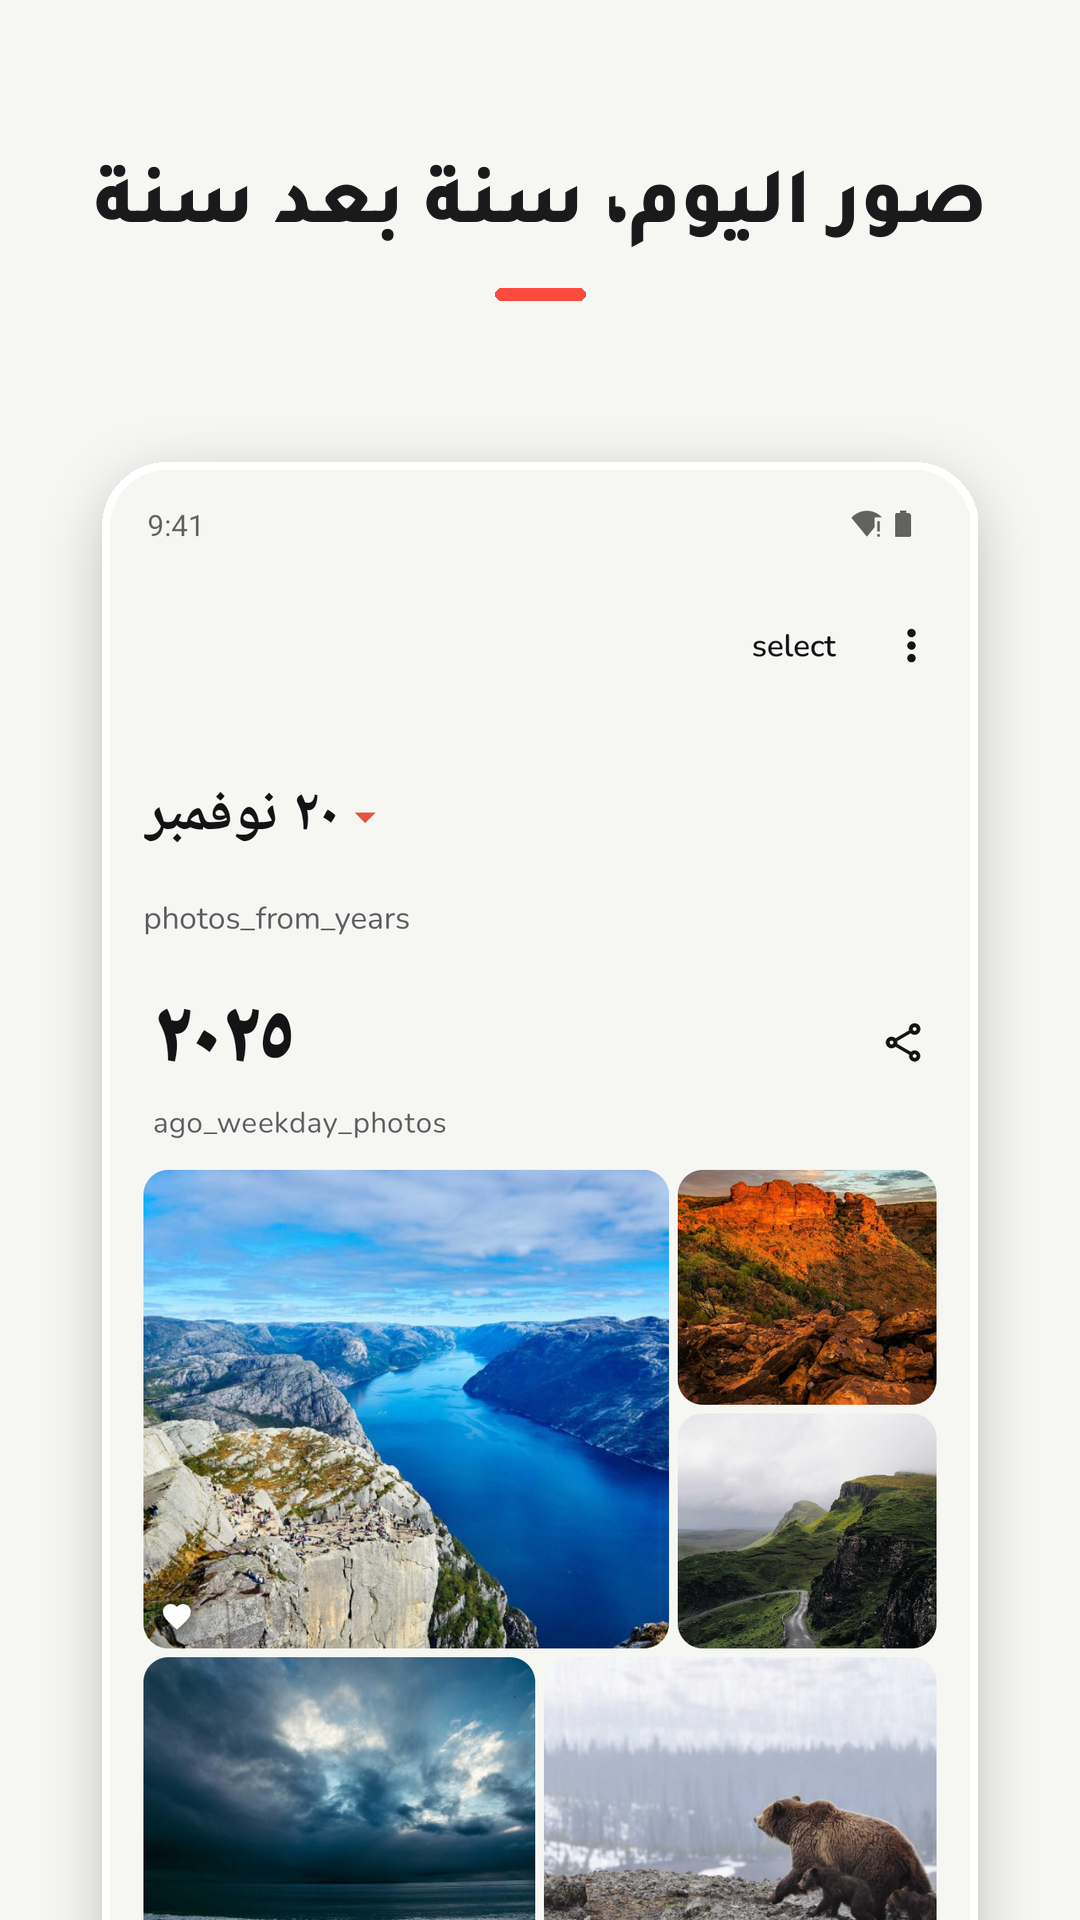 صور اليوم، سنة بعد سنة
9:41
select
٢٠ نوفمبر
photos_from_years
٢٠٢٥
ago_weekday_photos